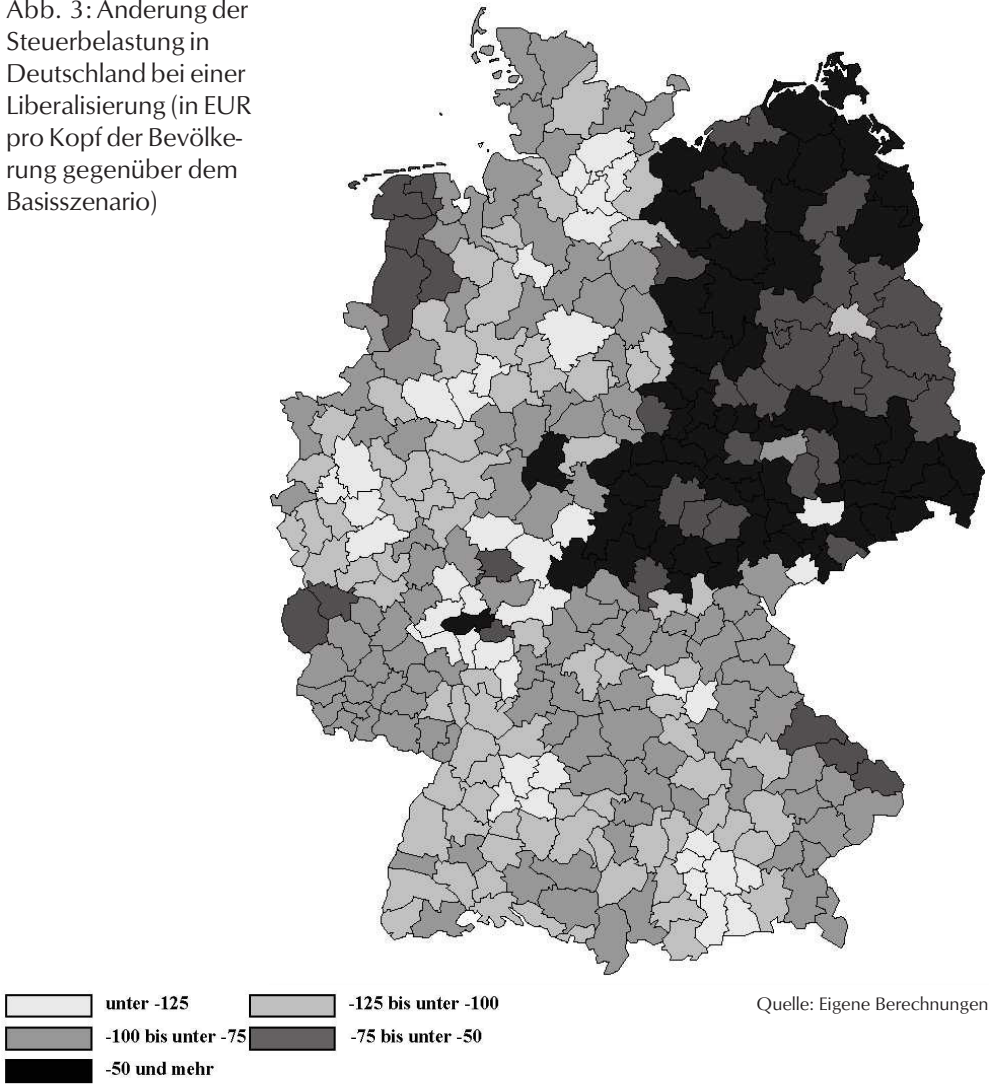 Abb. 3: Änderung der
Steuerbelastung in
Deutschland bei einer
Liberalisierung (in EUR
pro Kopf der Bevölke-
rung gegenüber dem
Basisszenario)
unter -125
-125 bis unter -100
Quelle: Eigene Berechnungen
-100 bis unter -75
-75 bis unter -50
-50 und mehr